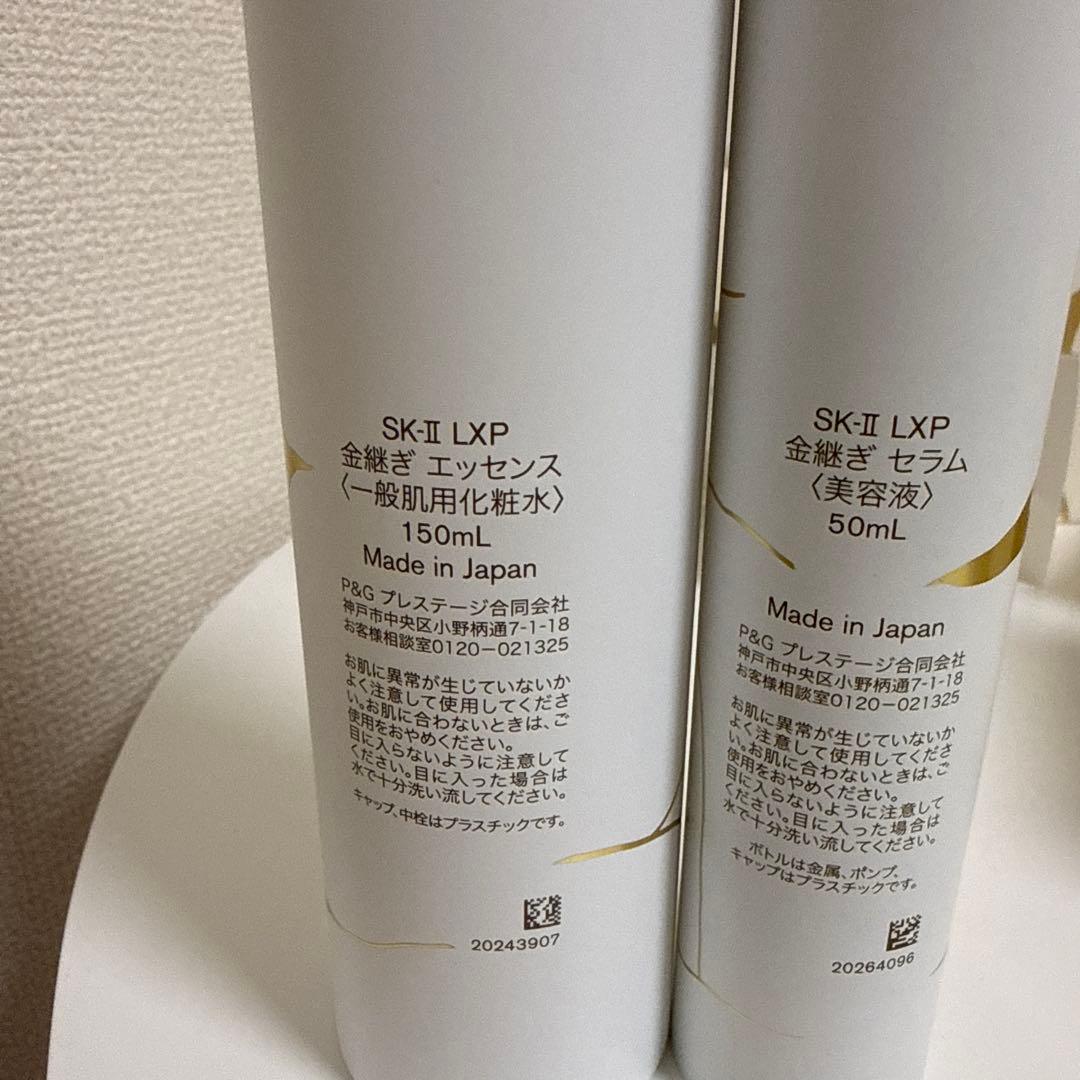 SK-Ⅱ LXP
金継ぎ エッセンス
〈一般肌用化粧水〉
150mL
Made in Japan
P&G プレステージ合同会社
神戸市中央区小野柄通7-1-18
お客様相談室0120－021325
お肌に異常が生じていないか
よく注意して使用してくださ
い。お肌に合わないときは、ご
使用をおやめください。
目に入らないように注意して
ください。目に入った場合は
水で十分洗い流してください。
キャップ、中栓はプラスチックです。
20243907
SK-Ⅱ LXP
金継ぎ セラム
〈美容液〉
50mL
Made in Japan
P&G プレステージ合同会社
神戸市中央区小野柄通7-1-18
お客様相談室0120－021325
お肌に異常が生じていないか
よく注意して使用してくださ
い。お肌に合わないときは、ご
使用をおやめください。
目に入らないように注意して
ください。目に入った場合は
水で十分洗い流してください。
ボトルは金属、ポンプ、
キャップはプラスチックです。
20264096